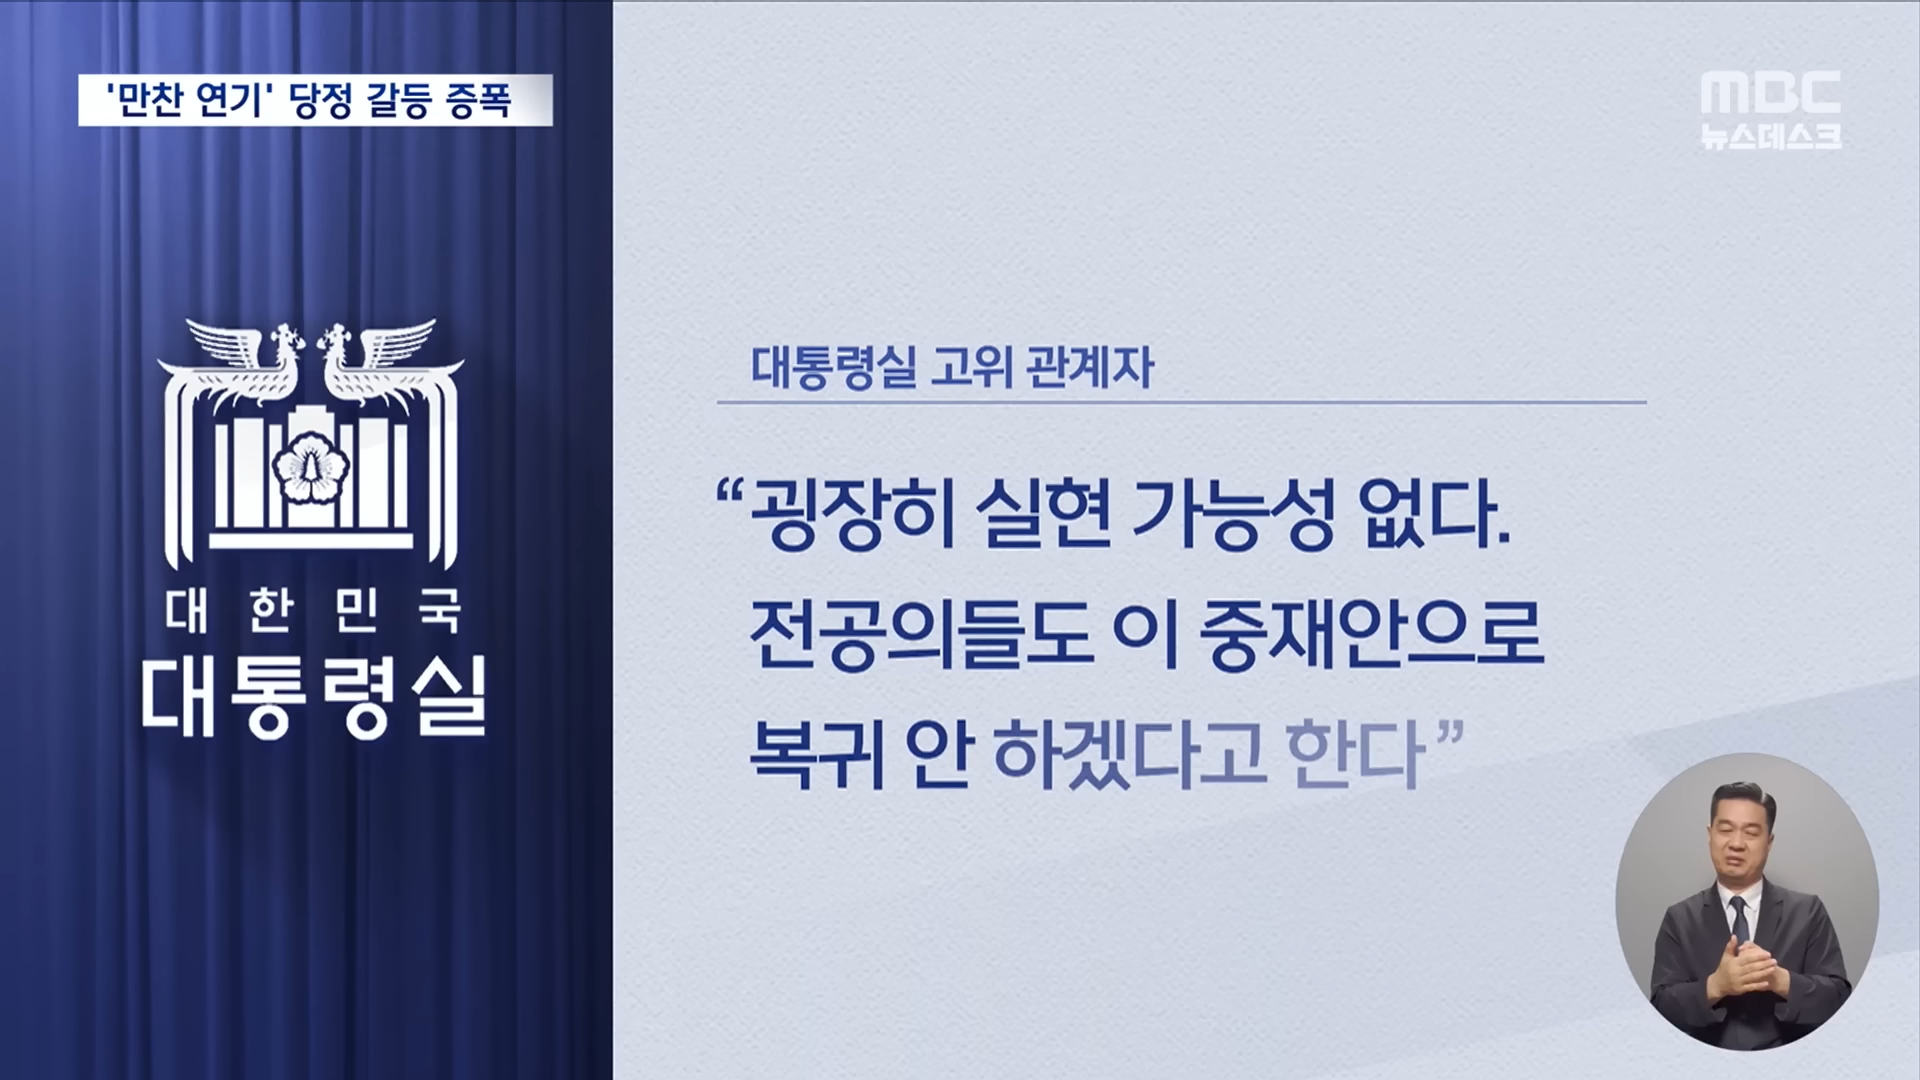 '만찬 연기' 당정 갈등 증폭
MBC
뉴스데스크
대한민국
대통령실
대통령실 고위 관계자
“굉장히 실현 가능성 없다.
전공의들도 이 중재안으로
복귀 안 하겠다고 한다”